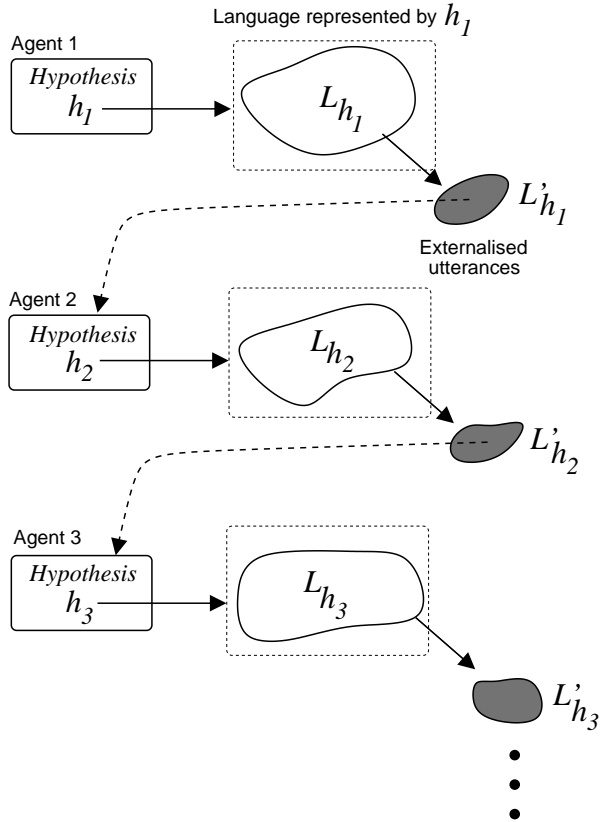 Language represented by h1
Agent 1
Hypothesis
h1
Lh1
L'h1
Externalised
utterances
Agent 2
Hypothesis
h2
Lh2
L'h2
Agent 3
Hypothesis
h3
Lh3
L'h3